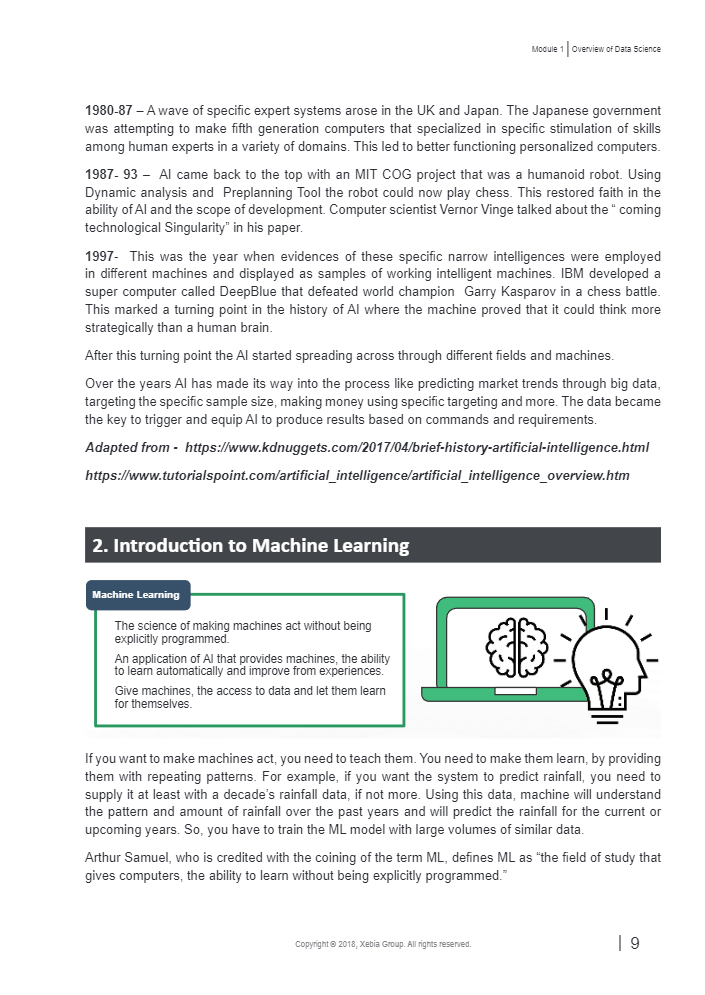 Module 1 | Overview of Data Science
1980-87 – A wave of specific expert systems arose in the UK and Japan. The Japanese government
was attempting to make fifth generation computers that specialized in specific stimulation of skills
among human experts in a variety of domains. This led to better functioning personalized computers.
1987- 93 –  AI came back to the top with an MIT COG project that was a humanoid robot. Using
Dynamic analysis and  Preplanning Tool the robot could now play chess. This restored faith in the
ability of AI and the scope of development. Computer scientist Vernor Vinge talked about the “ coming
technological Singularity” in his paper.
1997-  This was the year when evidences of these specific narrow intelligences were employed
in different machines and displayed as samples of working intelligent machines. IBM developed a
super computer called DeepBlue that defeated world champion  Garry Kasparov in a chess battle.
This marked a turning point in the history of AI where the machine proved that it could think more
strategically than a human brain.
After this turning point the AI started spreading across through different fields and machines.
Over the years AI has made its way into the process like predicting market trends through big data,
targeting the specific sample size, making money using specific targeting and more. The data became
the key to trigger and equip AI to produce results based on commands and requirements.
Adapted from -  https://www.kdnuggets.com/2017/04/brief-history-artificial-intelligence.html
https://www.tutorialspoint.com/artificial_intelligence/artificial_intelligence_overview.htm
2. Introduction to Machine Learning
Machine Learning
The science of making machines act without being
explicitly programmed.
An application of AI that provides machines, the ability
to learn automatically and improve from experiences.
Give machines, the access to data and let them learn
for themselves.
If you want to make machines act, you need to teach them. You need to make them learn, by providing
them with repeating patterns. For example, if you want the system to predict rainfall, you need to
supply it at least with a decade’s rainfall data, if not more. Using this data, machine will understand
the pattern and amount of rainfall over the past years and will predict the rainfall for the current or
upcoming years. So, you have to train the ML model with large volumes of similar data.
Arthur Samuel, who is credited with the coining of the term ML, defines ML as “the field of study that
gives computers, the ability to learn without being explicitly programmed.”
Copyright © 2018, Xebia Group. All rights reserved.
| 9